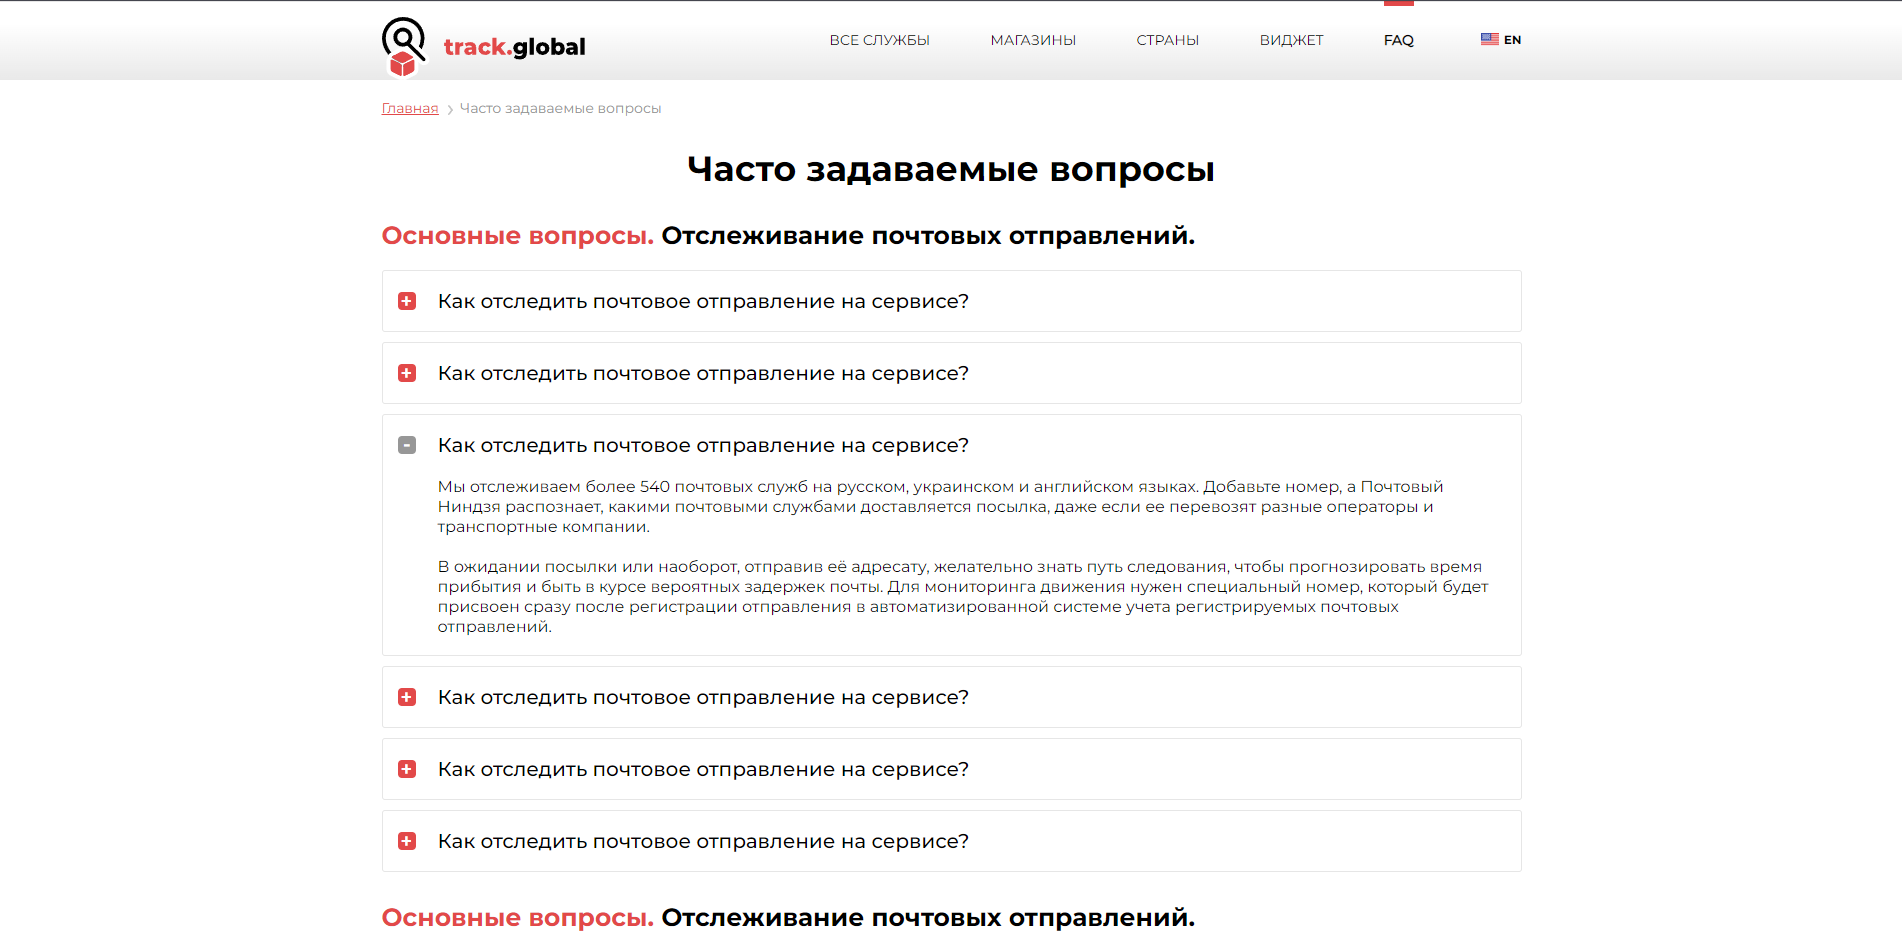 track.global
ВСЕ СЛУЖБЫ
МАГАЗИНЫ
СТРАНЫ
ВИДЖЕТ
FAQ
EN
Главная › Часто задаваемые вопросы
Часто задаваемые вопросы
Основные вопросы. Отслеживание почтовых отправлений.
Как отследить почтовое отправление на сервисе?
Как отследить почтовое отправление на сервисе?
Как отследить почтовое отправление на сервисе?
Мы отслеживаем более 540 почтовых служб на русском, украинском и английском языках. Добавьте номер, а Почтовый
Ниндзя распознает, какими почтовыми службами доставляется посылка, даже если ее перевозят разные операторы и
транспортные компании.
В ожидании посылки или наоборот, отправив её адресату, желательно знать путь следования, чтобы прогнозировать время
прибытия и быть в курсе вероятных задержек почты. Для мониторинга движения нужен специальный номер, который будет
присвоен сразу после регистрации отправления в автоматизированной системе учета регистрируемых почтовых
отправлений.
Как отследить почтовое отправление на сервисе?
Как отследить почтовое отправление на сервисе?
Как отследить почтовое отправление на сервисе?
Основные вопросы. Отслеживание почтовых отправлений.